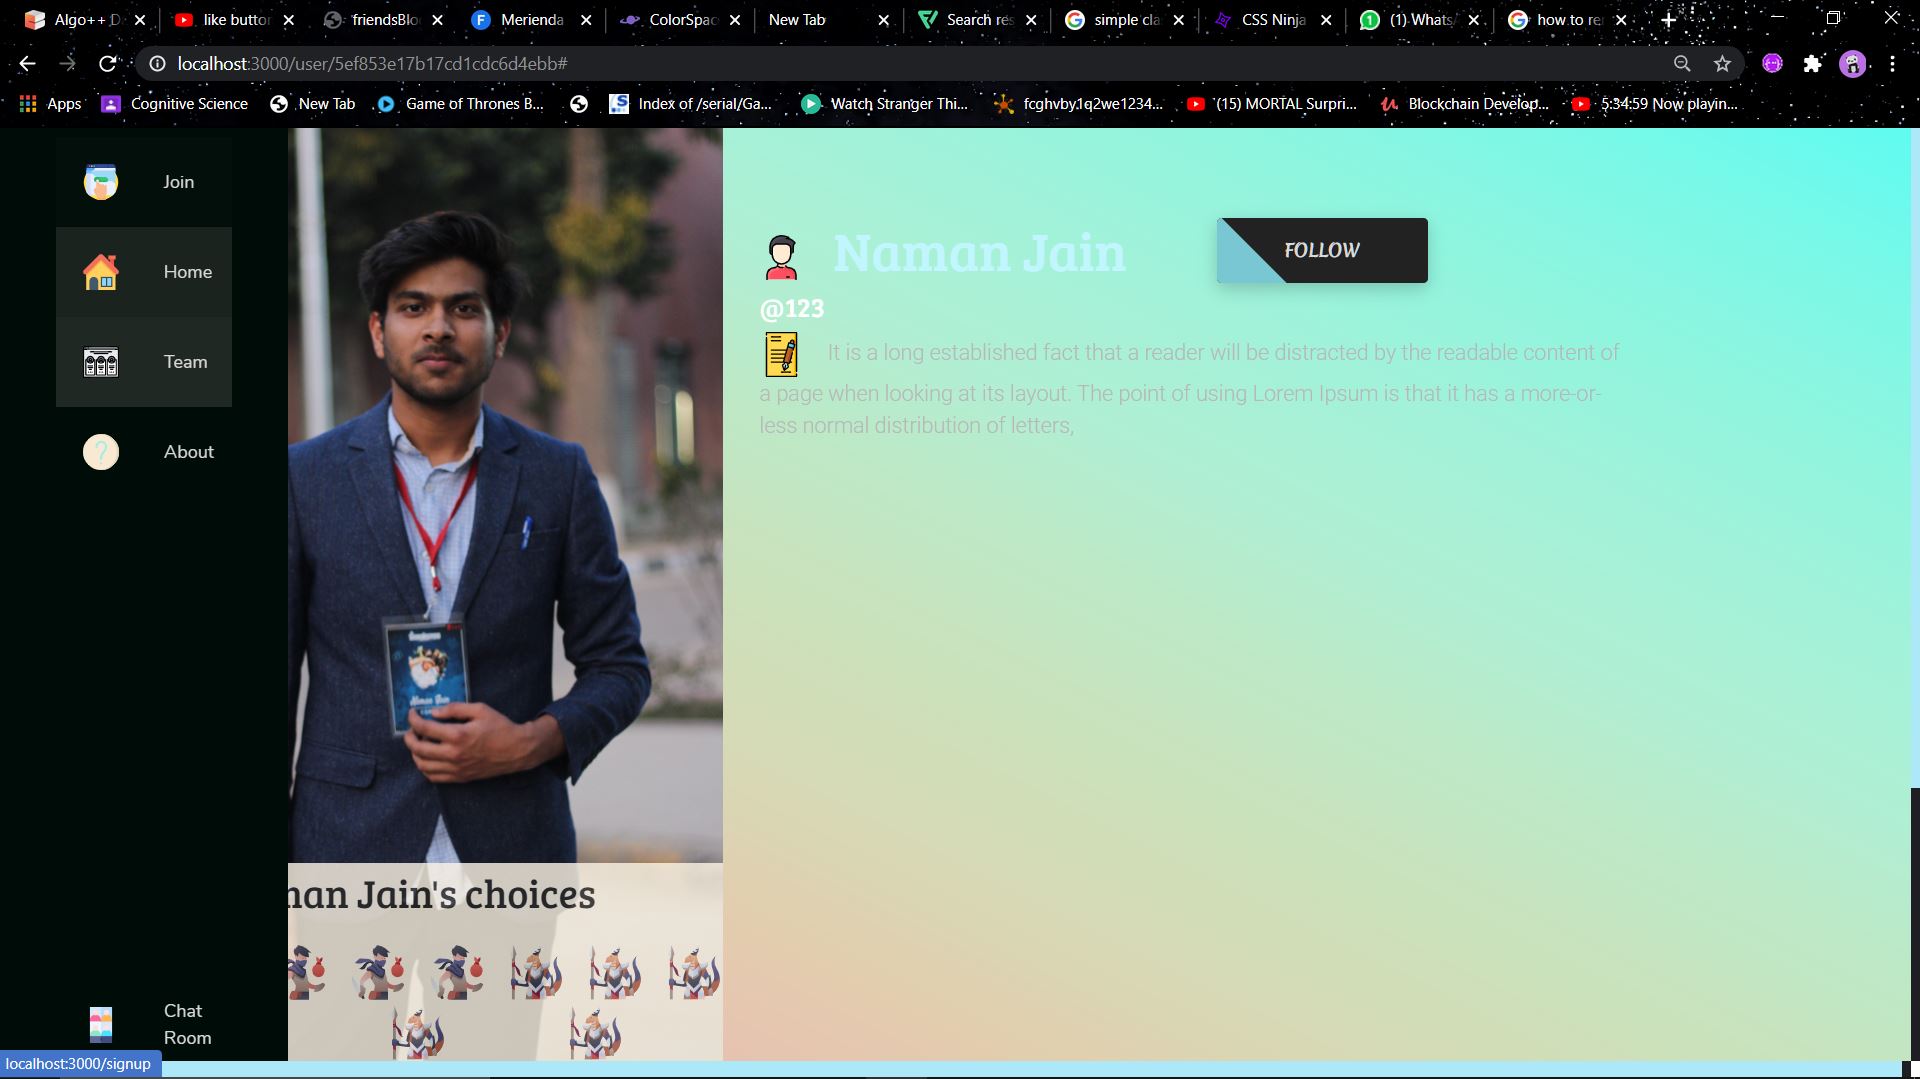 Algo++ D
like butto
friendsBlo
Merienda
ColorSpac
New Tab
Search res
simple cla
CSS Ninja
(1) Whats
how to re
localhost:3000/user/5ef853e17b17cd1cdc6d4ebb#
Apps
Cognitive Science
New Tab
Game of Thrones B...
Index of /serial/Ga...
Watch Stranger Thi...
fcghvby1q2we1234...
(15) MORTAL Surpri...
Blockchain Develop...
5:34:59 Now playin...
Join
Home
Team
About
Chat
Room
Naman Jain
FOLLOW
@123
It is a long established fact that a reader will be distracted by the readable content of
a page when looking at its layout. The point of using Lorem Ipsum is that it has a more-or-
less normal distribution of letters,
Naman Jain
man Jain's choices
localhost:3000/signup